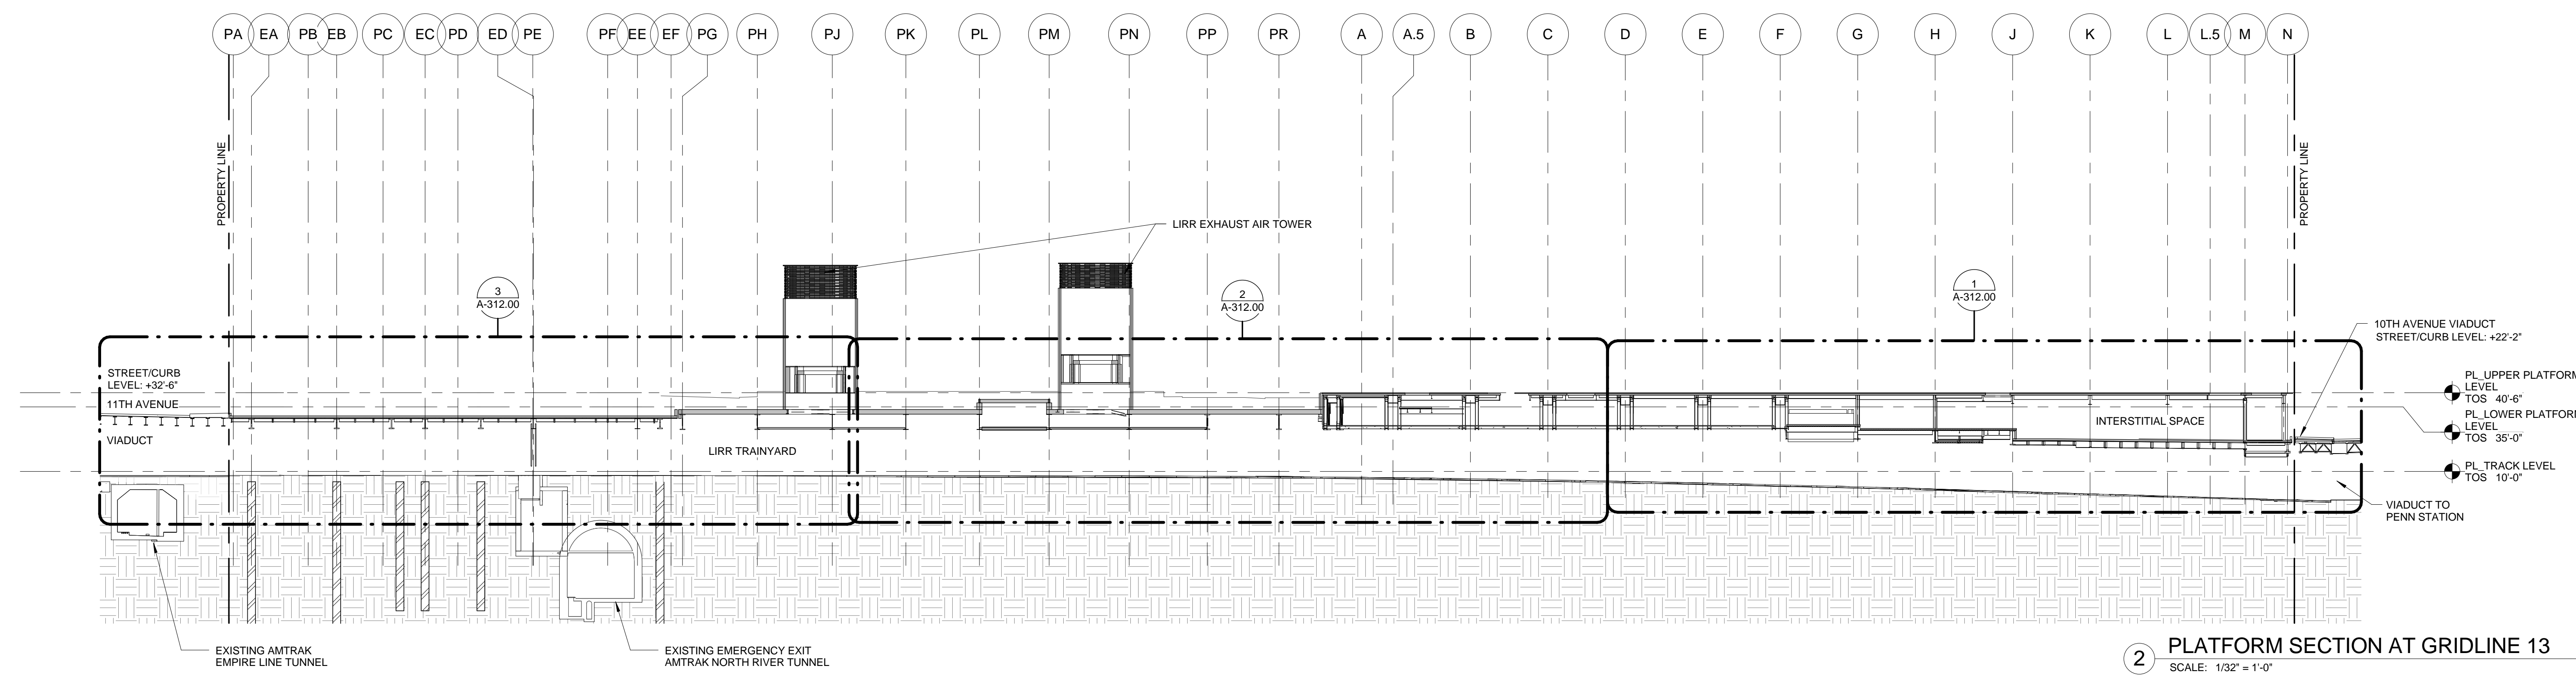 PA EA PB EB PC EC PD ED PE PF EE EF PG PH PJ PK PL PM PN PP PR A A.5 B C D E F G H J K L L.5 M N
PROPERTY LINE
PROPERTY LINE
LIRR EXHAUST AIR TOWER
3
A-312.00
2
A-312.00
1
A-312.00
10TH AVENUE VIADUCT
STREET/CURB LEVEL: +22'-2"
STREET/CURB
LEVEL: +32'-6"
11TH AVENUE
VIADUCT
PL_UPPER PLATFORM
LEVEL
TOS 40'-6"
PL_LOWER PLATFORM
LEVEL
TOS 35'-0"
INTERSTITIAL SPACE
LIRR TRAINYARD
PL_TRACK LEVEL
TOS 10'-0"
VIADUCT TO
PENN STATION
EXISTING AMTRAK
EMPIRE LINE TUNNEL
EXISTING EMERGENCY EXIT
AMTRAK NORTH RIVER TUNNEL
2
PLATFORM SECTION AT GRIDLINE 13
SCALE: 1/32" = 1'-0"